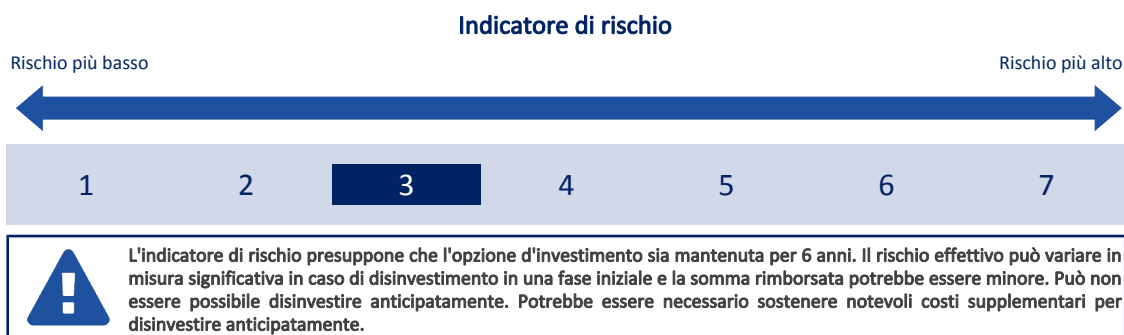 Indicatore di rischio
Rischio più basso
Rischio più alto
1 2 3 4 5 6 7
L'indicatore di rischio presuppone che l'opzione d'investimento sia mantenuta per 6 anni. Il rischio effettivo può variare in
misura significativa in caso di disinvestimento in una fase iniziale e la somma rimborsata potrebbe essere minore. Può non
essere possibile disinvestire anticipatamente. Potrebbe essere necessario sostenere notevoli costi supplementari per
disinvestire anticipatamente.